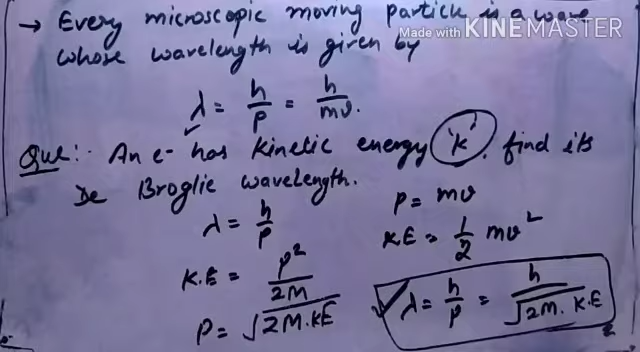 → Every microscopic moving particle is a wave
Made with KINEMASTER
whose wavelength is given by
λ = h/p = h/mv.
Que:- An e- has kinetic energy 'K', find its
De Broglie wavelength.
λ = h/p
P = mv
K.E = 1/2 mv²
K.E = p²/2M
P = √2M.KE
λ = h/p = h/√2M. K.E